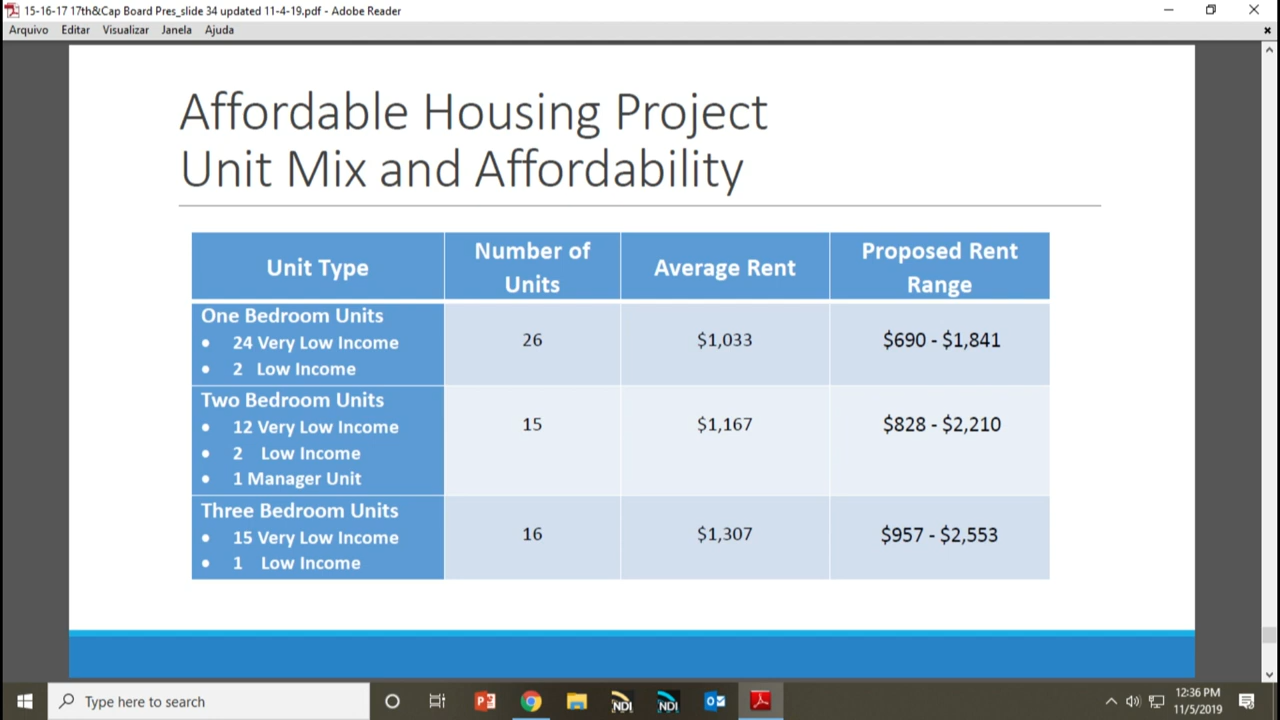 15-16-17 17th&Cap Board Pres_slide 34 updated 11-4-19.pdf - Adobe Reader
Arquivo Editar Visualizar Janela Ajuda
Affordable Housing Project
Unit Mix and Affordability
Unit Type
Number of
Units
Average Rent
Proposed Rent
Range
One Bedroom Units
• 24 Very Low Income
• 2 Low Income
26
$1,033
$690 - $1,841
Two Bedroom Units
• 12 Very Low Income
• 2 Low Income
• 1 Manager Unit
15
$1,167
$828 - $2,210
Three Bedroom Units
• 15 Very Low Income
• 1 Low Income
16
$1,307
$957 - $2,553
Type here to search
NDI
NDI
12:36 PM
11/5/2019